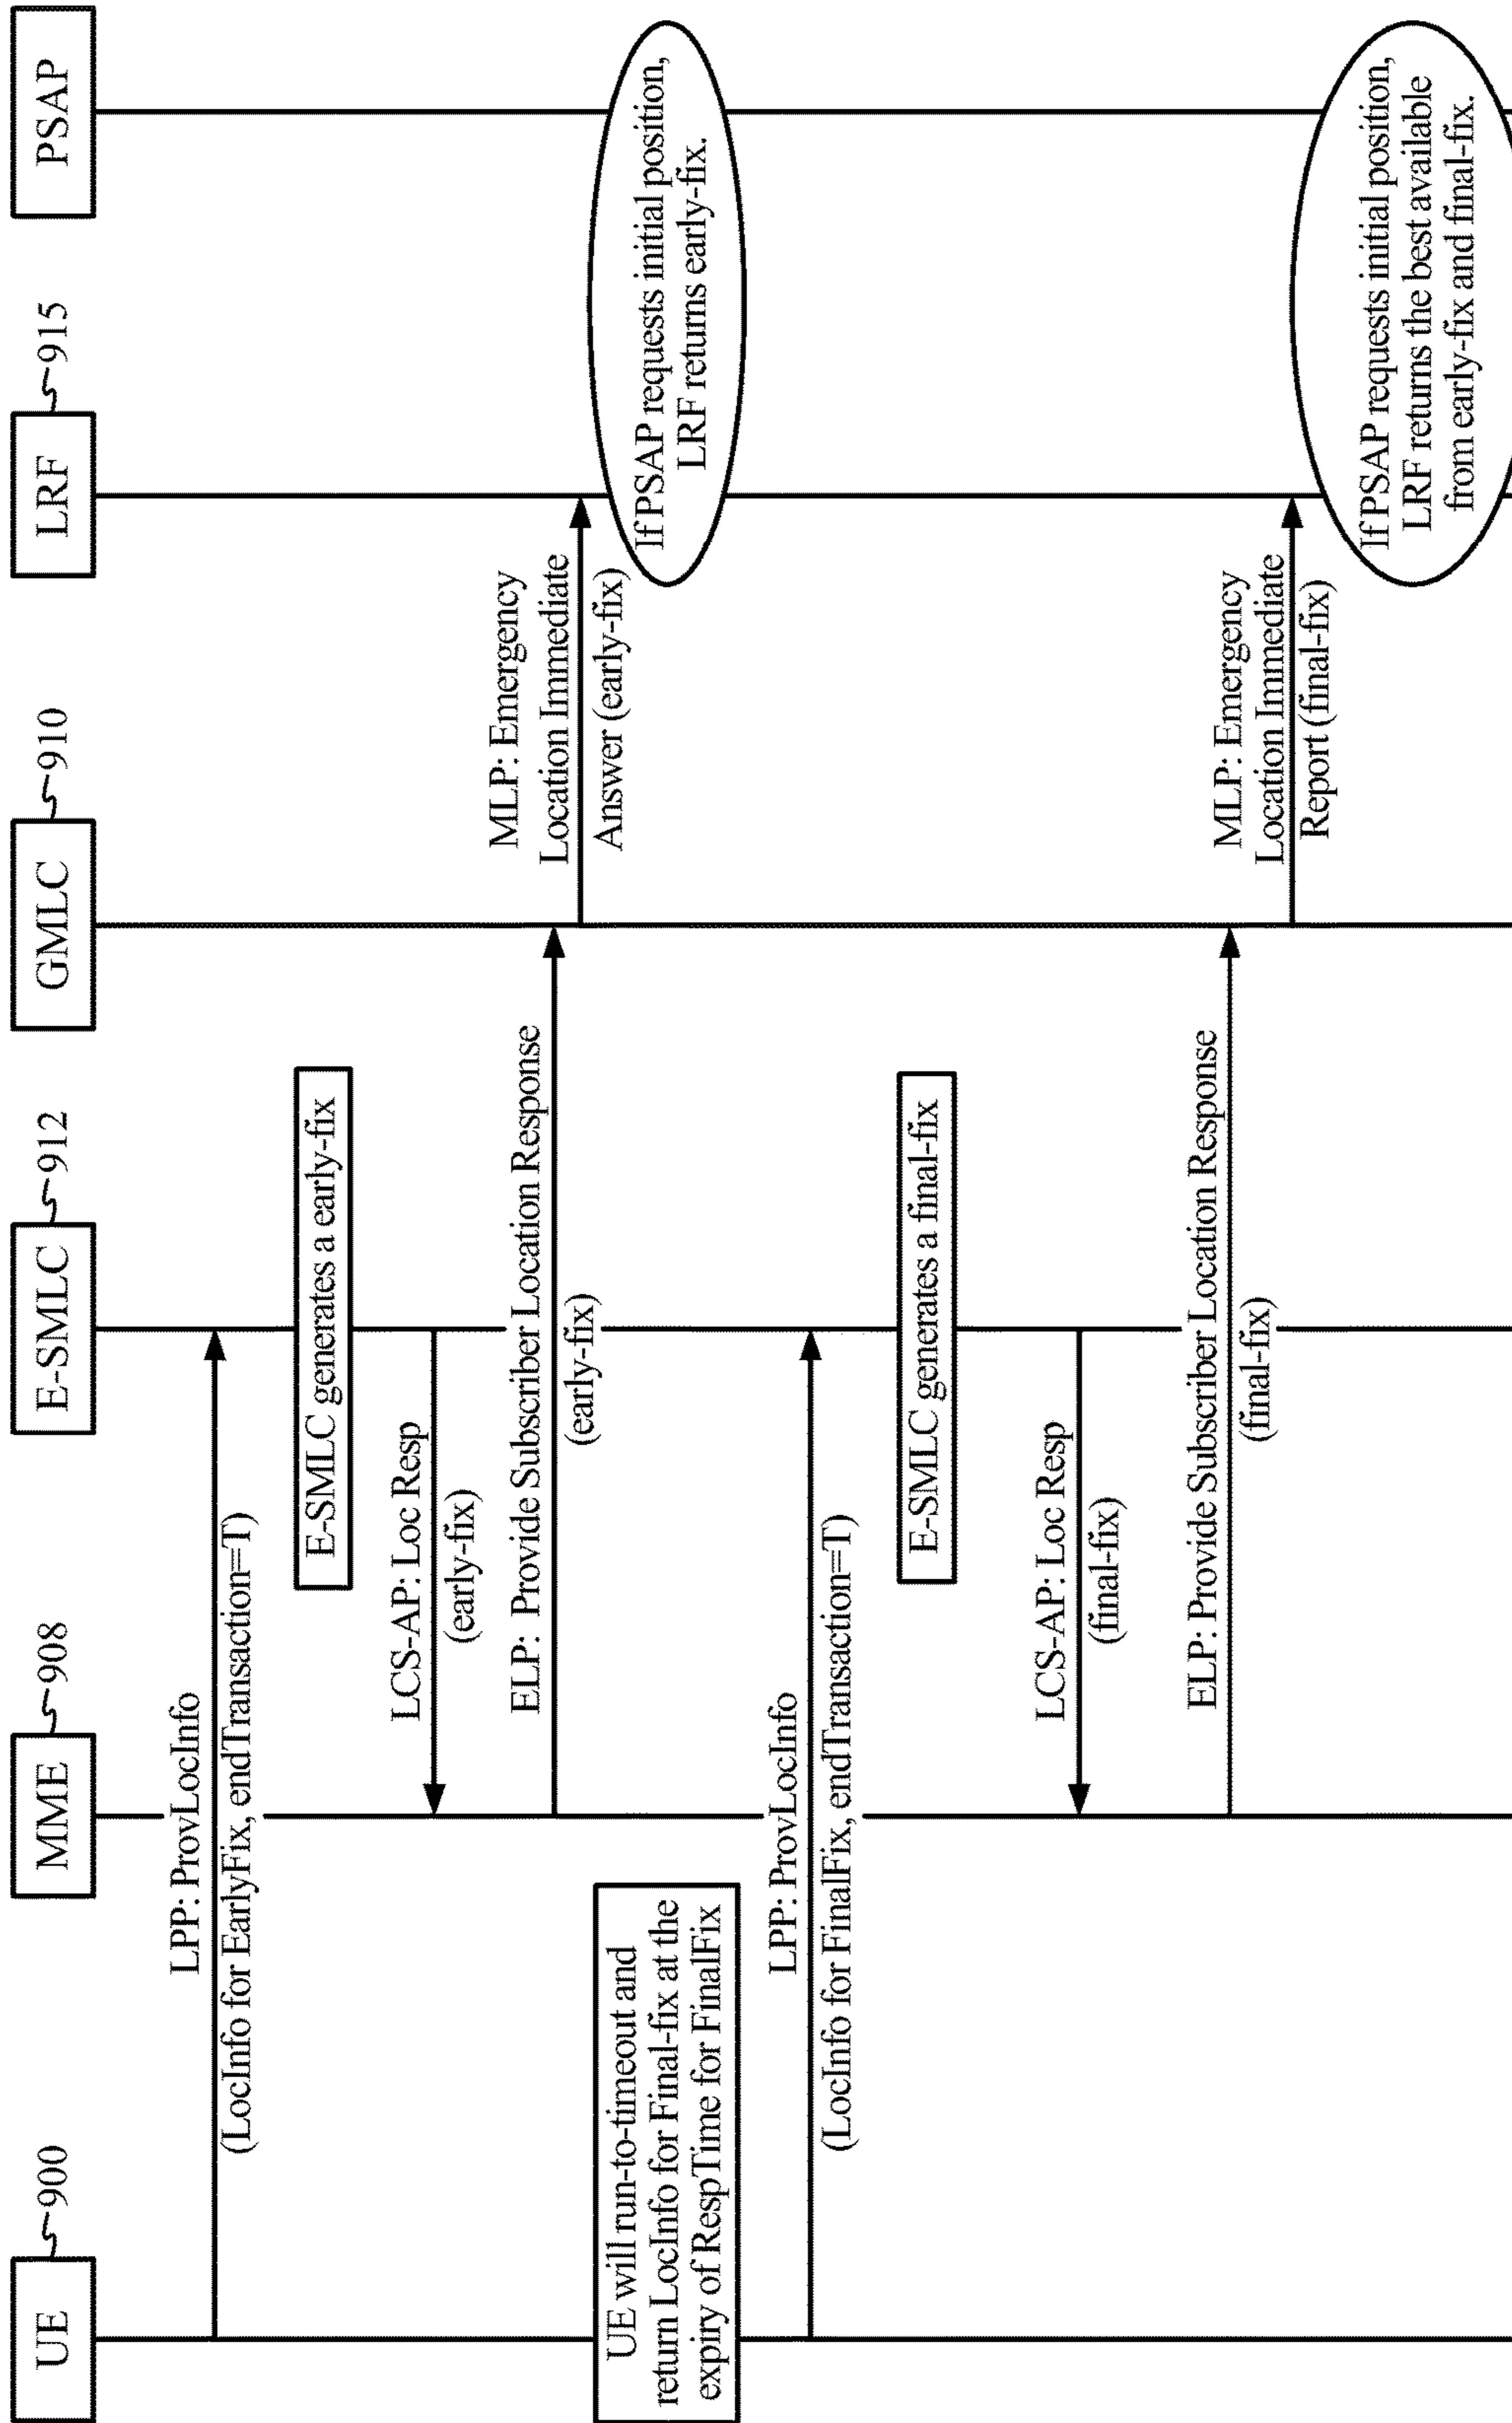 UE
900
MME
908
E-SMLC
912
GMLC
910
LRF
915
PSAP
LPP: ProvLocInfo
(LocInfo for EarlyFix, endTransaction=T)
E-SMLC generates a early-fix
LCS-AP: Loc Resp
(early-fix)
ELP: Provide Subscriber Location Response
(early-fix)
MLP: Emergency
Location Immediate
Answer (early-fix)
If PSAP requests initial position,
LRF returns early-fix.
UE will run-to-timeout and
return LocInfo for Final-fix at the
expiry of RespTime for FinalFix
LPP: ProvLocInfo
(LocInfo for FinalFix, endTransaction=T)
E-SMLC generates a final-fix
LCS-AP: Loc Resp
(final-fix)
ELP: Provide Subscriber Location Response
(final-fix)
MLP: Emergency
Location Immediate
Report (final-fix)
If PSAP requests initial position,
LRF returns the best available
from early-fix and final-fix.